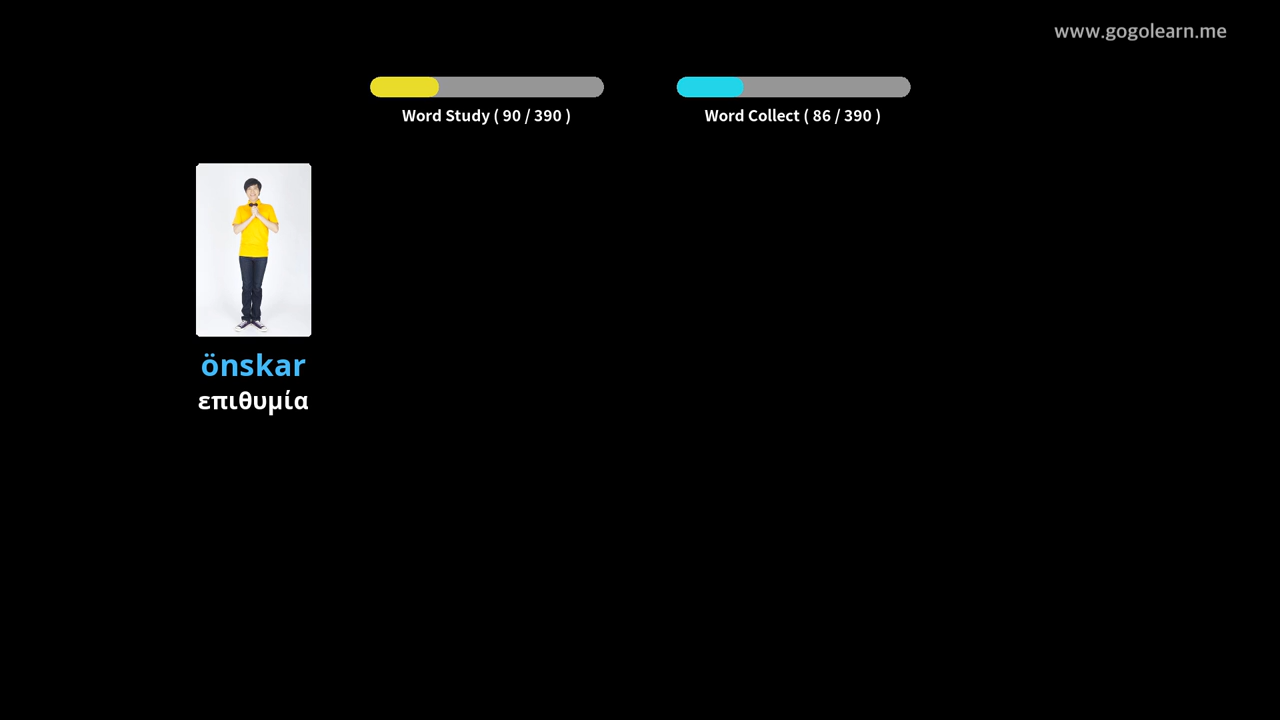 www.gogolearn.me
Word Study ( 90 / 390 )
Word Collect ( 86 / 390 )
önskar
επιθυμία